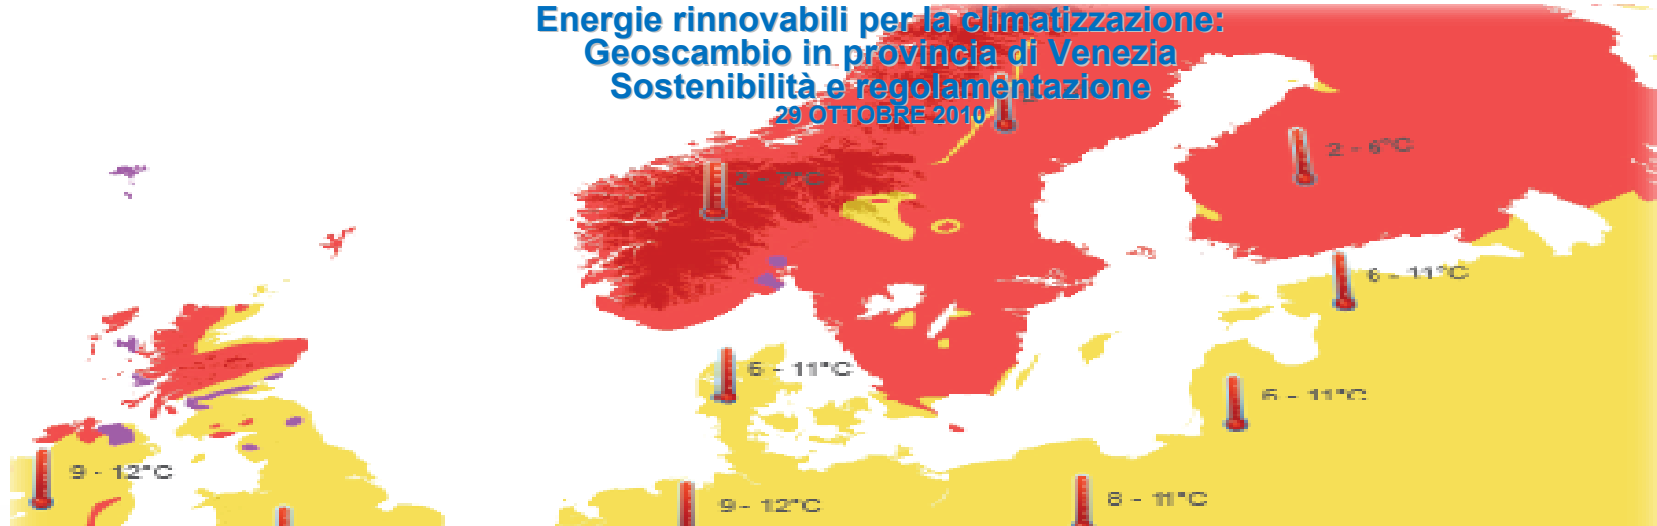 Energie rinnovabili per la climatizzazione:
Geoscambio in provincia di Venezia
Sostenibilità e regolamentazione
29 OTTOBRE 2010
2 - 6°C
2 - 7°C
6 - 11°C
6 - 11°C
6 - 11°C
9 - 12°C
9 - 12°C
8 - 11°C